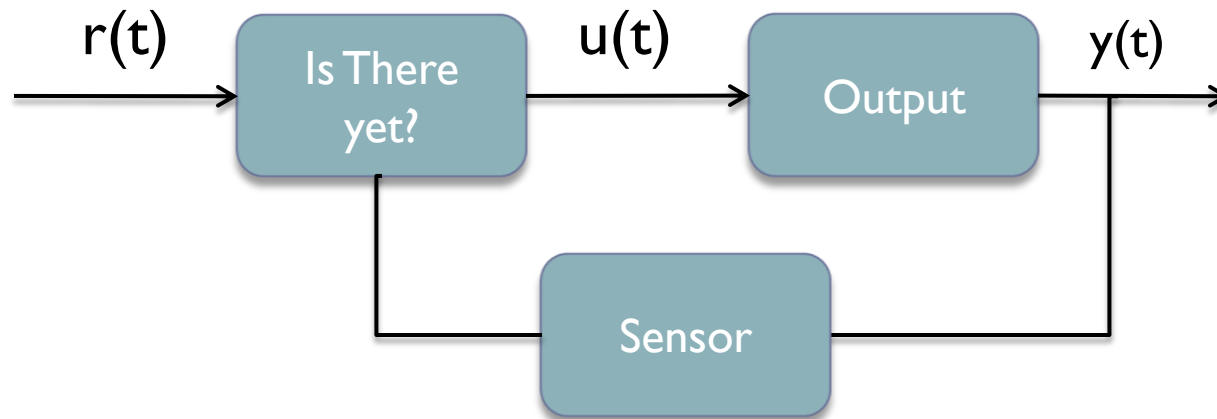 r(t)
Is There
yet?
u(t)
Output
y(t)
Sensor